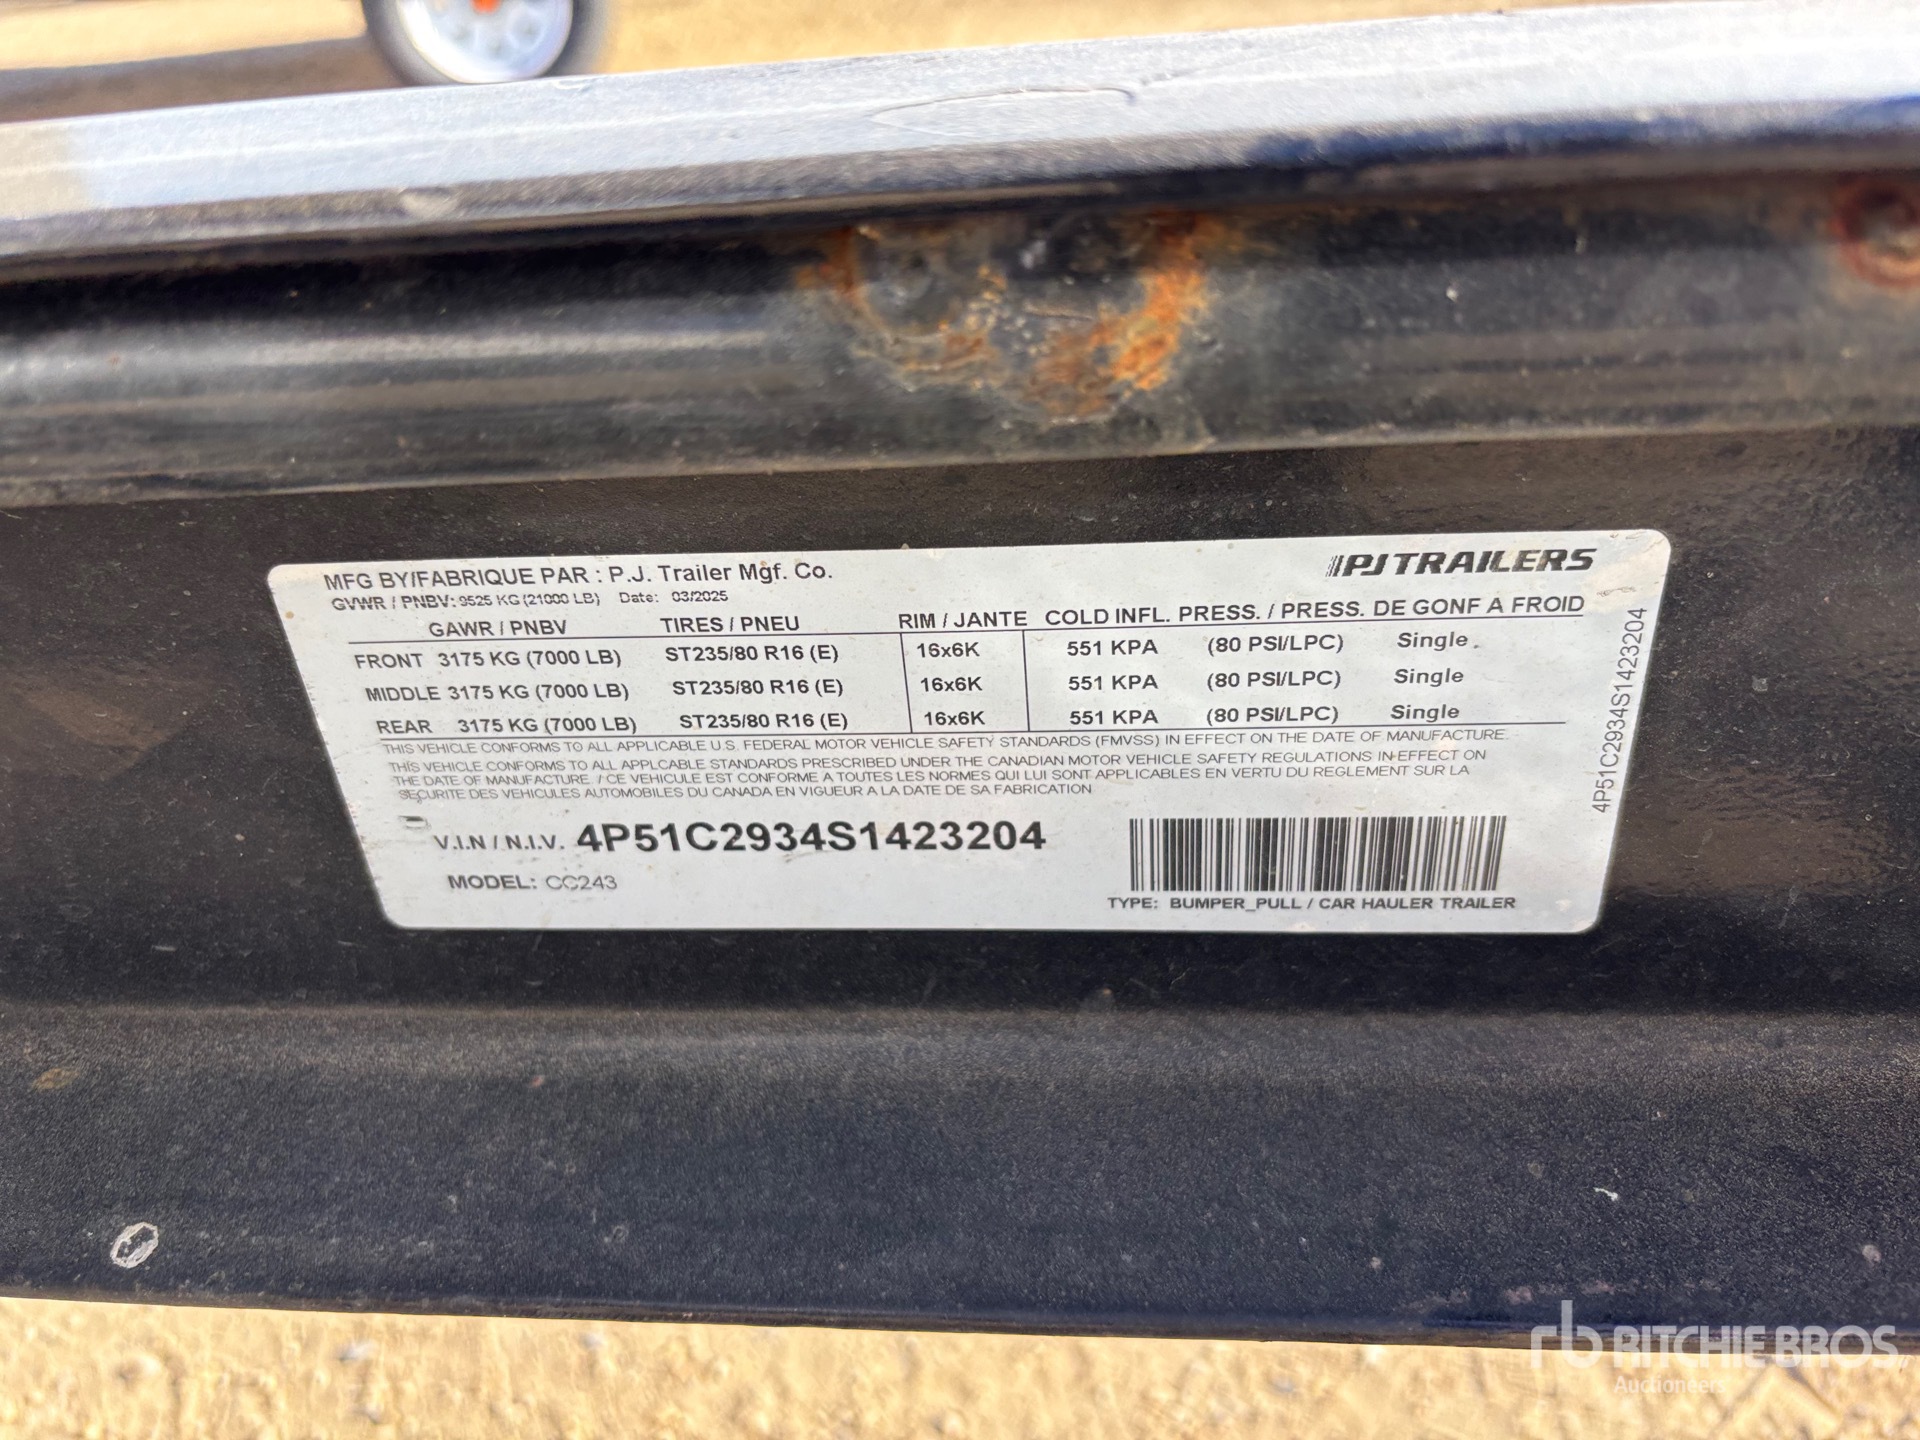 MFG BY/FABRIQUE PAR : P.J. Trailer Mgf. Co.
PJ TRAILERS
GVWR / PNBV: 9525 KG (21000 LB) Date: 03/2025
GAWR / PNBV TIRES / PNEU RIM / JANTE COLD INFL. PRESS. / PRESS. DE GONF A FROID
FRONT 3175 KG (7000 LB) ST235/80 R16 (E) 16x6K 551 KPA (80 PSI/LPC) Single
MIDDLE 3175 KG (7000 LB) ST235/80 R16 (E) 16x6K 551 KPA (80 PSI/LPC) Single
REAR 3175 KG (7000 LB) ST235/80 R16 (E) 16x6K 551 KPA (80 PSI/LPC) Single
THIS VEHICLE CONFORMS TO ALL APPLICABLE U.S. FEDERAL MOTOR VEHICLE SAFETY STANDARDS (FMVSS) IN EFFECT ON THE DATE OF MANUFACTURE.
THIS VEHICLE CONFORMS TO ALL APPLCABLE STANDARDS PRESCRIBED UNDER THE CANADIAN MOTOR VEHICLE SAFETY REGULATIONS IN EFFECT ON
THE DATE OF MANUFACTURE. / CE VEHICULE EST CONFORME A TOUTES LES NORMES QUI LUI SONT APPLICABLES EN VERTU DU REGLEMENT SUR LA
SECURITE DES VEHICULES AUTOMOBILES DU CANADA EN VIGUEUR A LA DATE DE SA FABRICATION
V.I.N / N.I.V. 4P51C2934S1423204
MODEL: CC243
TYPE: BUMPER_PULL / CAR HAULER TRAILER
4P51C2934S1423204
rb RITCHIE BROS
Auctioneers